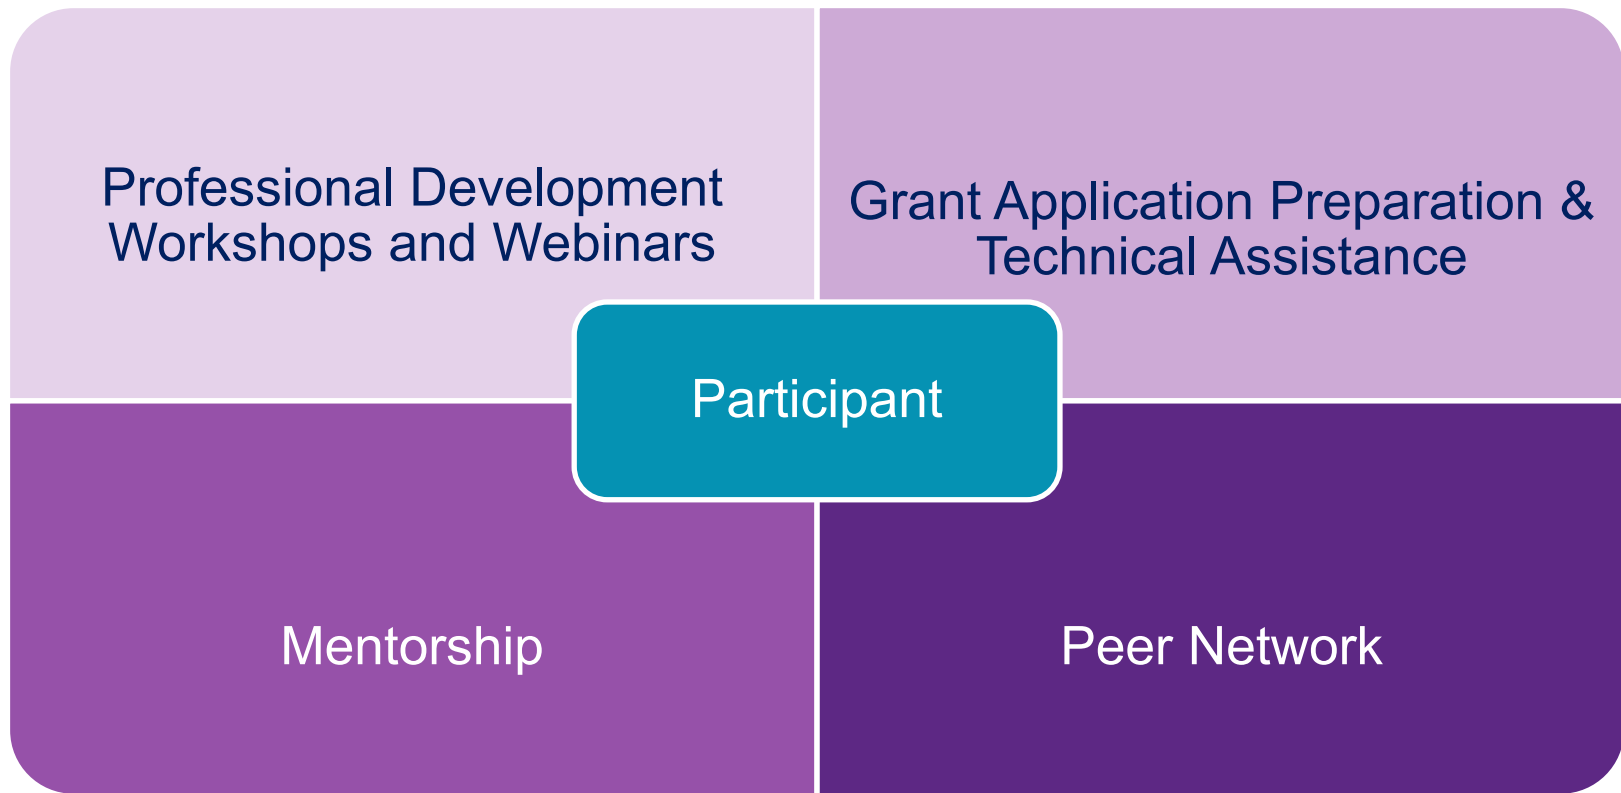 Professional Development
Workshops and Webinars
Grant Application Preparation &
Technical Assistance
Participant
Mentorship
Peer Network